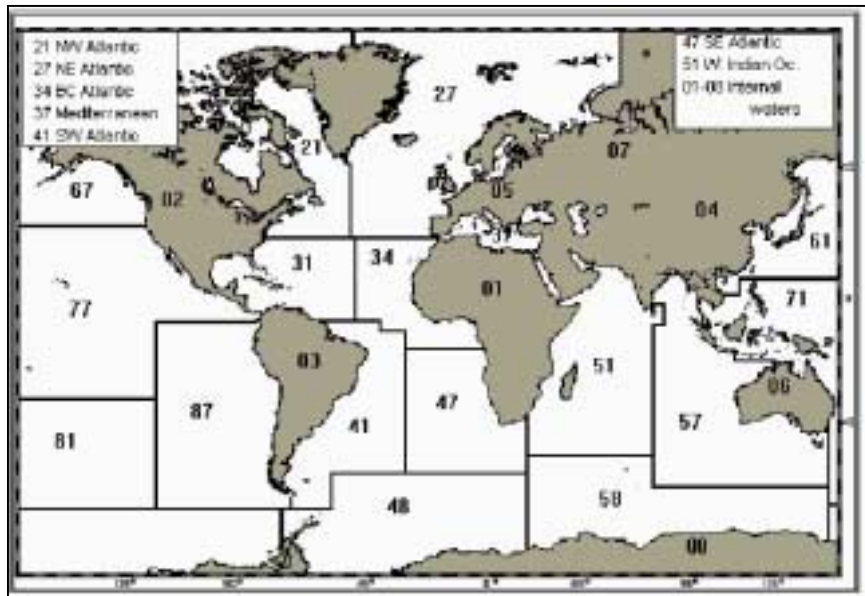 21 NW Atlantic
27 NE Atlantic
34 EC Atlantic
37 Mediterranean
41 SW Atlantic
47 SE Atlantic
51 W. Indian Oc.
01-08 Internal
waters
27
21
07
67
02
05
04
37
61
31
34
01
77
71
03
51
06
87
47
41
57
81
48
58
00
0°